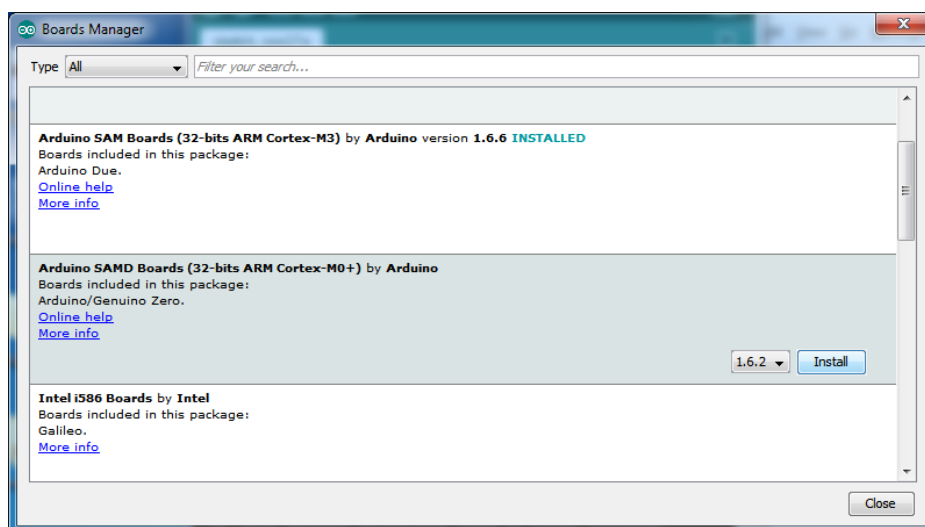 Boards Manager
Type All Filter your search...
Arduino SAM Boards (32-bits ARM Cortex-M3) by Arduino version 1.6.6 INSTALLED
Boards included in this package:
Arduino Due.
Online help
More info
Arduino SAMD Boards (32-bits ARM Cortex-M0+) by Arduino
Boards included in this package:
Arduino/Genuino Zero.
Online help
More info
1.6.2 Install
Intel i586 Boards by Intel
Boards included in this package:
Galileo.
More info
Close